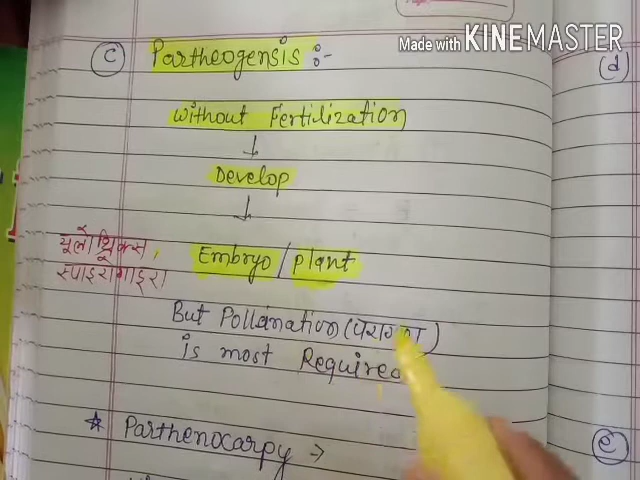 Made with KINEMASTER
(c) Partheogensis :-
(d)
without Fertilization
↓
Develop
↓
यूलोथ्रिक्स,
स्पाइरोगाइरा
Embryo / plant
But Pollination (परागण)
is most Required
(e)
* Parthenocarpy →